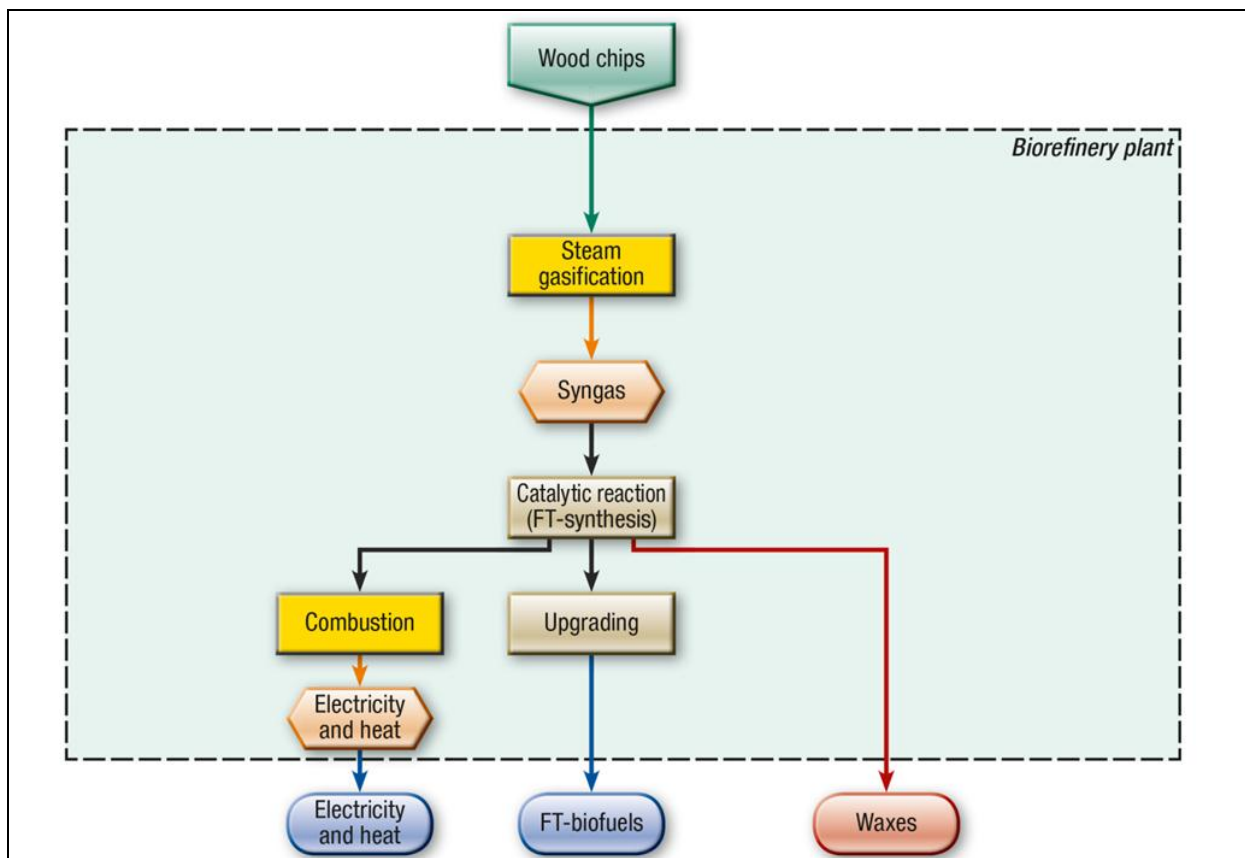 Wood chips
Biorefinery plant
Steam
gasification
Syngas
Catalytic reaction
(FT-synthesis)
Combustion
Upgrading
Electricity
and heat
Electricity
and heat
FT-biofuels
Waxes